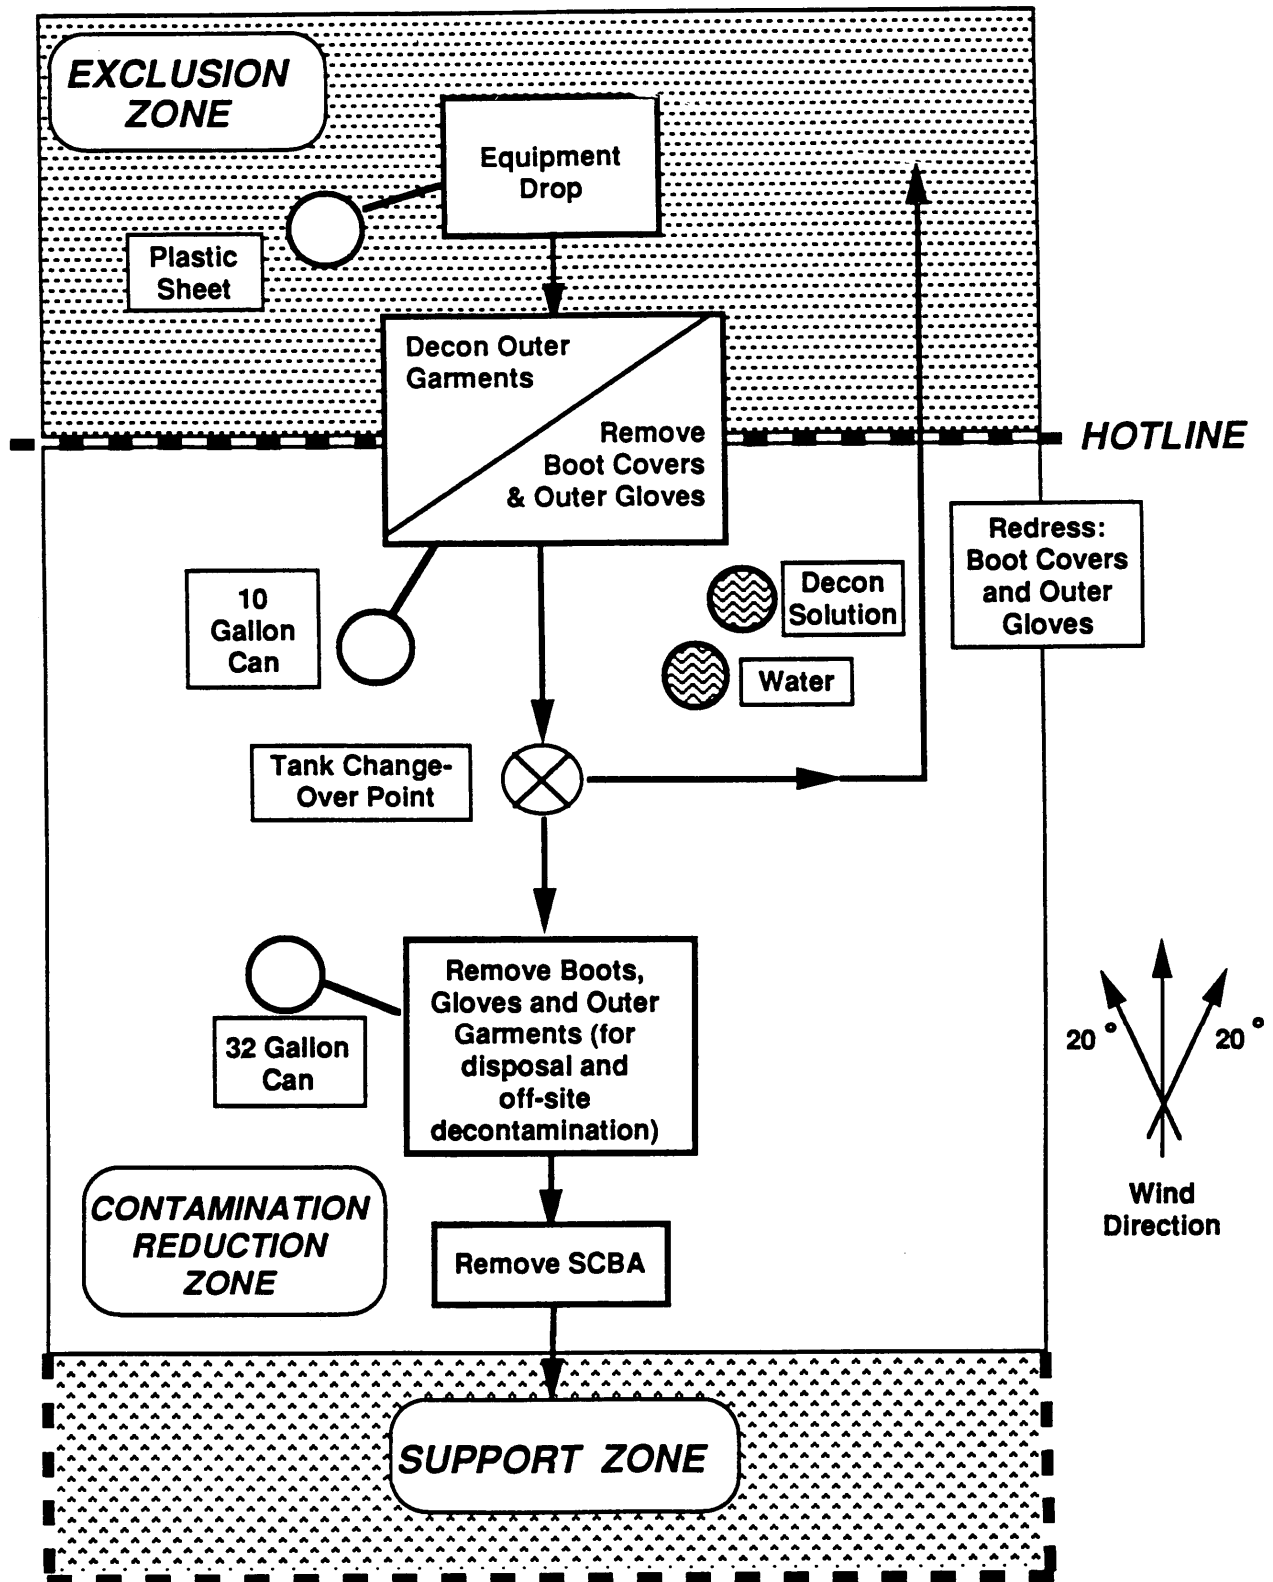 EXCLUSION
ZONE
Equipment
Drop
Plastic
Sheet
Decon Outer
Garments
Remove
Boot Covers
& Outer Gloves
HOTLINE
Redress:
Boot Covers
and Outer
Gloves
10
Gallon
Can
Decon
Solution
Water
Tank Change-
Over Point
32 Gallon
Can
Remove Boots,
Gloves and Outer
Garments (for
disposal and
off-site
decontamination)
20 °
20 °
Wind
Direction
CONTAMINATION
REDUCTION
ZONE
Remove SCBA
SUPPORT ZONE